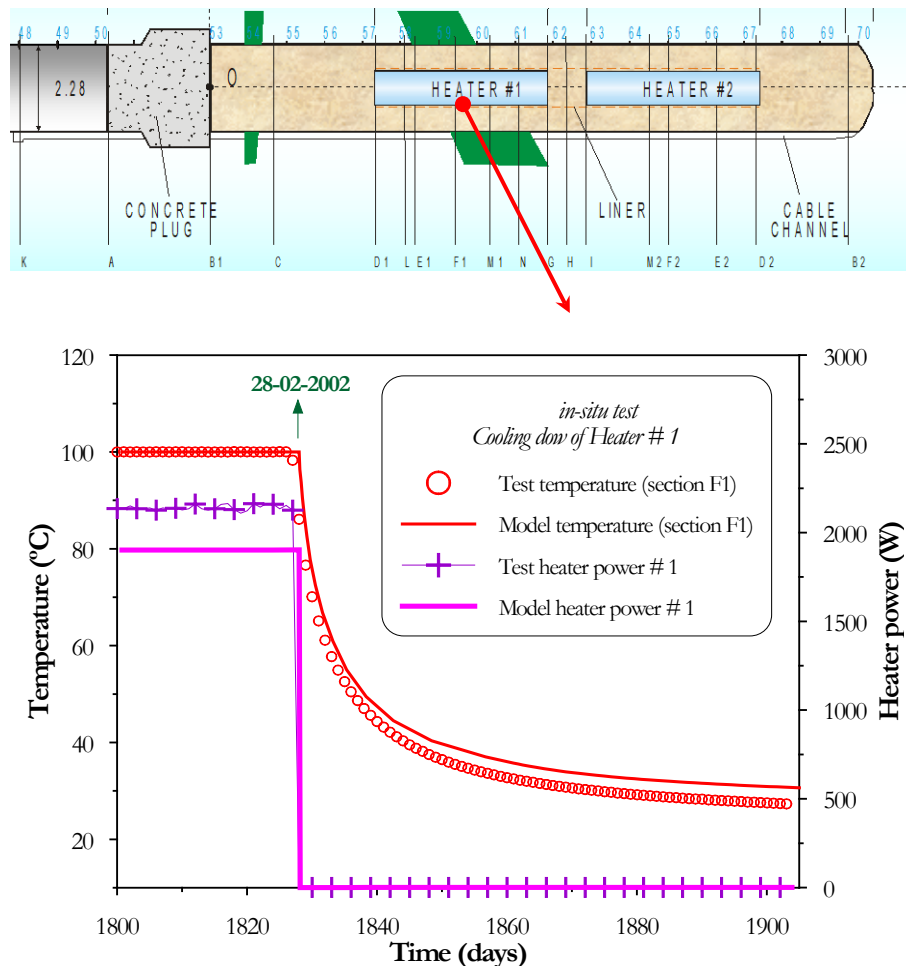 48 49 50 53 54 55 57 58 59 60 61 62 63 64 65 66 67 68 69 70
O
2.28
HEATER #1
HEATER #2
CONCRETE
PLUG
LINER
CABLE
CHANNEL
K A B1 C D1 L E1 F1 M1 N G H I M2 F2 E2 D2 B2
120
100
80
60
40
20
Temperature (ºC)
28-02-2002
in-situ test
Cooling dow of Heater # 1
Test temperature (section F1)
Model temperature (section F1)
Test heater power # 1
Model heater power # 1
3000
2500
2000
1500
1000
500
0
Heater power (W)
1800 1820 1840 1860 1880 1900
Time (days)